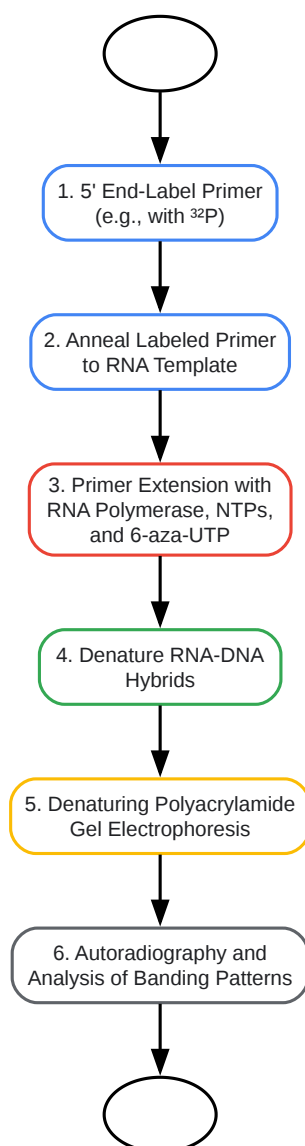 1. 5' End-Label Primer
(e.g., with ³²P)
2. Anneal Labeled Primer
to RNA Template
3. Primer Extension with
RNA Polymerase, NTPs,
and 6-aza-UTP
4. Denature RNA-DNA
Hybrids
5. Denaturing Polyacrylamide
Gel Electrophoresis
6. Autoradiography and
Analysis of Banding Patterns